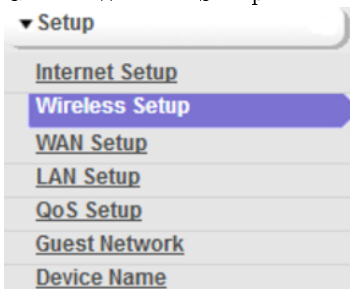 Setup
Internet Setup
Wireless Setup
WAN Setup
LAN Setup
QoS Setup
Guest Network
Device Name